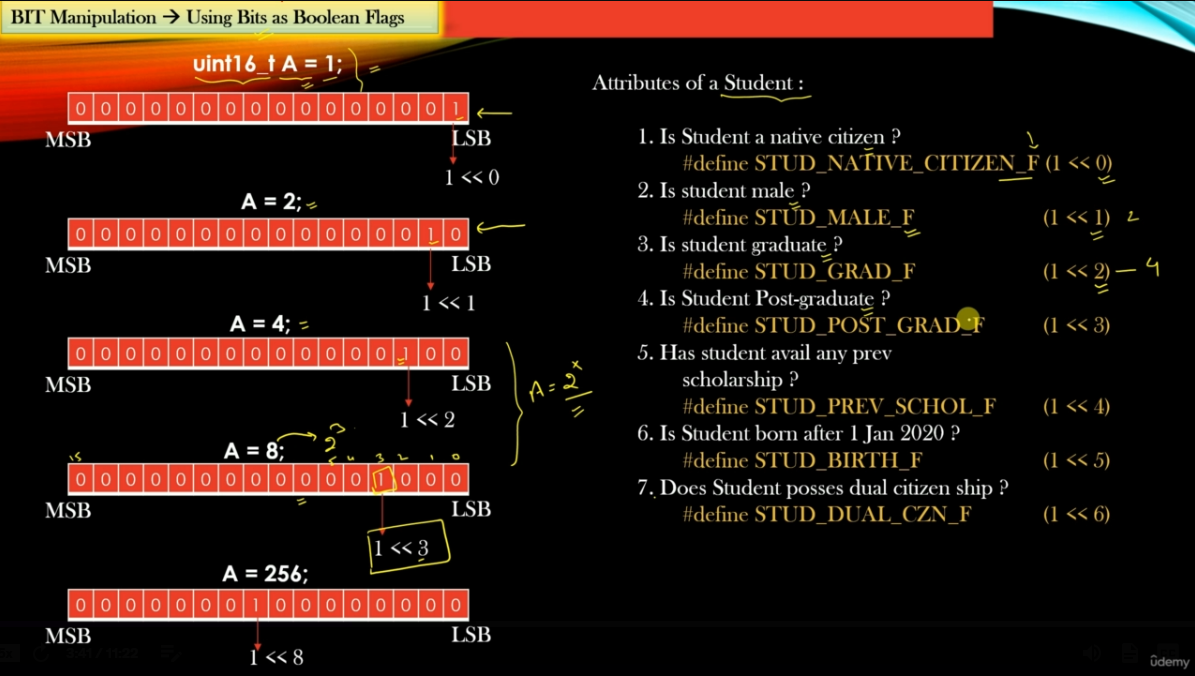 BIT Manipulation → Using Bits as Boolean Flags
uint16_t A = 1;
0 0 0 0 0 0 0 0 0 0 0 0 0 0 0 1
MSB LSB
1 << 0
A = 2;
0 0 0 0 0 0 0 0 0 0 0 0 0 0 1 0
MSB LSB
1 << 1
A = 4;
0 0 0 0 0 0 0 0 0 0 0 0 0 1 0 0
MSB LSB
1 << 2
A = 2^x
A = 8; 2^3
15 5 4 3 2 1 0
0 0 0 0 0 0 0 0 0 0 0 0 1 0 0 0
MSB LSB
1 << 3
A = 256;
0 0 0 0 0 0 0 1 0 0 0 0 0 0 0 0
MSB LSB
1 << 8
Attributes of a Student :
1. Is Student a native citizen ?
1
#define STUD_NATIVE_CITIZEN_F (1 << 0)
2. Is student male ?
#define STUD_MALE_F (1 << 1) 2
3. Is student graduate ?
#define STUD_GRAD_F (1 << 2) — 4
4. Is Student Post-graduate ?
#define STUD_POST_GRAD_F (1 << 3)
5. Has student avail any prev
scholarship ?
#define STUD_PREV_SCHOL_F (1 << 4)
6. Is Student born after 1 Jan 2020 ?
#define STUD_BIRTH_F (1 << 5)
7. Does Student posses dual citizen ship ?
#define STUD_DUAL_CZN_F (1 << 6)
ûdemy